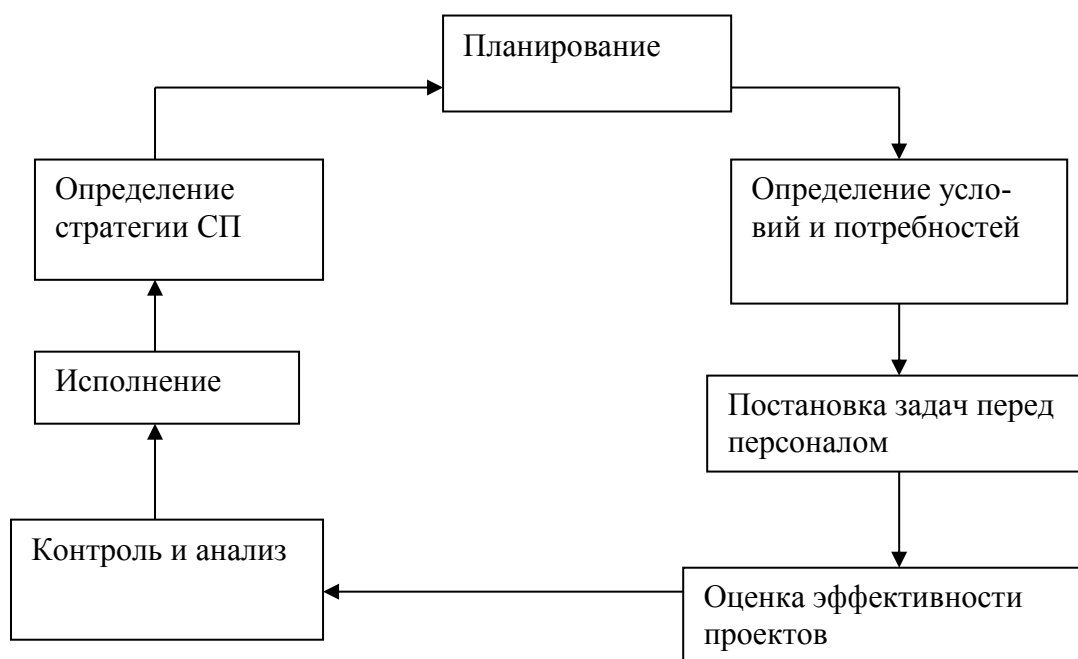 Планирование
Определение
стратегии СП
Определение усло-
вий и потребностей
Исполнение
Постановка задач перед
персоналом
Контроль и анализ
Оценка эффективности
проектов